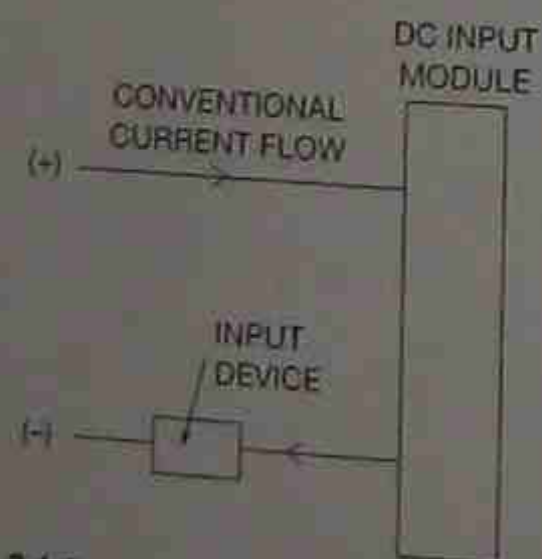 DC INPUT
MODULE
CONVENTIONAL
CURRENT FLOW
(+)
INPUT
DEVICE
(-)